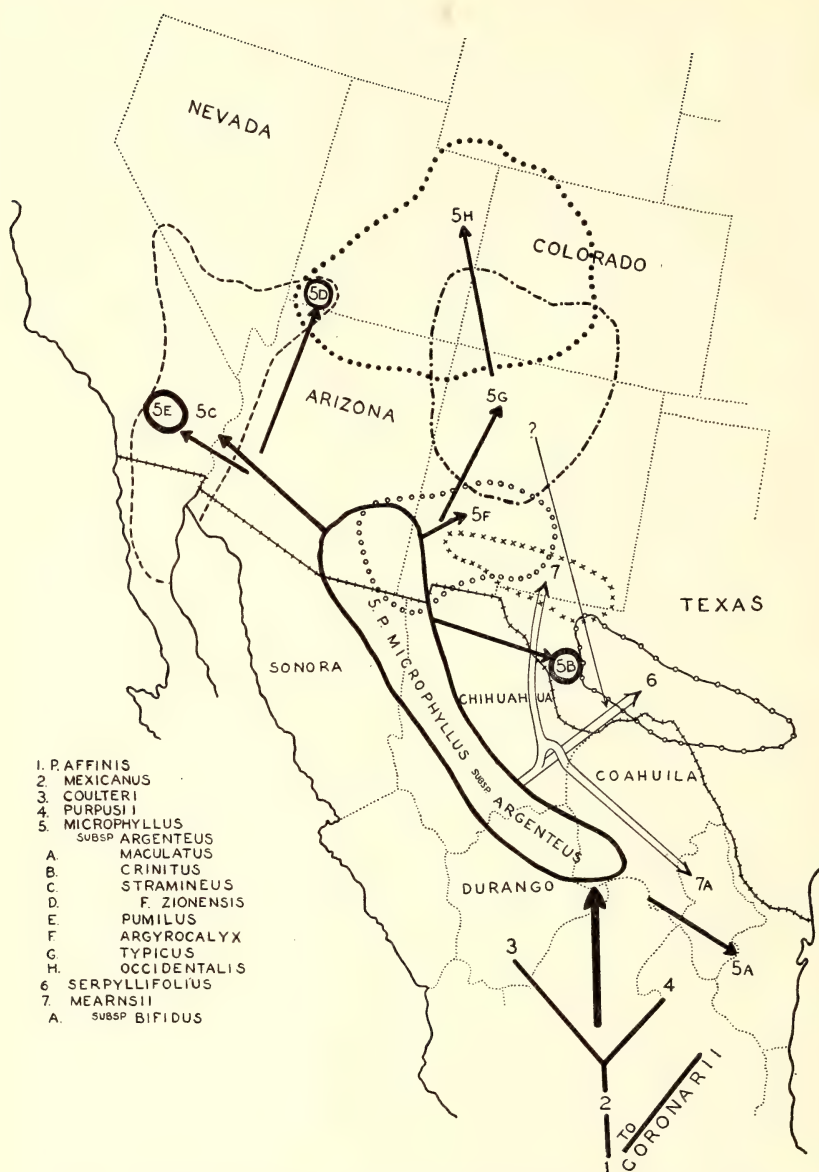 NEVADA
5H
COLORADO
5D
ARIZONA
5G
5E
5C
?
5F
7
TEXAS
5 P. MICROPHYLLUS SUBSP ARGENTEUS
SONORA
5B
CHIHUAHUA
6
COAHUILA
1. P. AFFINIS
2. MEXICANUS
3. COULTERI
4. PURPUSII
5. MICROPHYLLUS
SUBSP ARGENTEUS
A. MACULATUS
B. CRINITUS
C. STRAMINEUS
D. F. ZIONENSIS
E. PUMILUS
F. ARGYROCALYX
G. TYPICUS
H. OCCIDENTALIS
6 SERPYLLIFOLIUS
7. MEARNSII
A. SUBSP BIFIDUS
DURANGO
7A
3
5A
4
2
TO
CORONARII
1